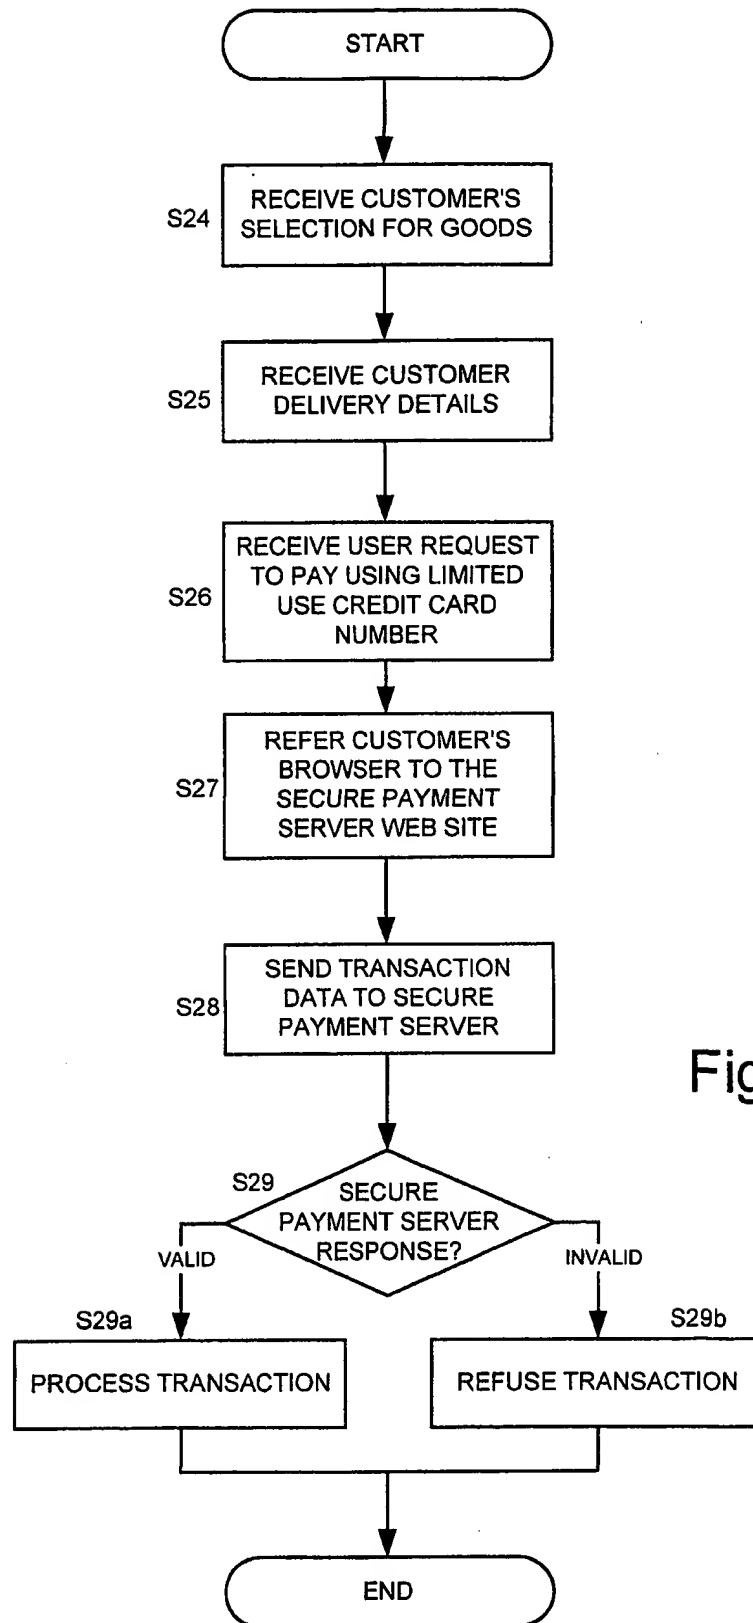 START
S24
RECEIVE CUSTOMER'S
SELECTION FOR GOODS
S25
RECEIVE CUSTOMER
DELIVERY DETAILS
S26
RECEIVE USER REQUEST
TO PAY USING LIMITED
USE CREDIT CARD
NUMBER
S27
REFER CUSTOMER'S
BROWSER TO THE
SECURE PAYMENT
SERVER WEB SITE
S28
SEND TRANSACTION
DATA TO SECURE
PAYMENT SERVER
Fig
S29
SECURE
PAYMENT SERVER
RESPONSE?
VALID
INVALID
S29a
S29b
PROCESS TRANSACTION
REFUSE TRANSACTION
END